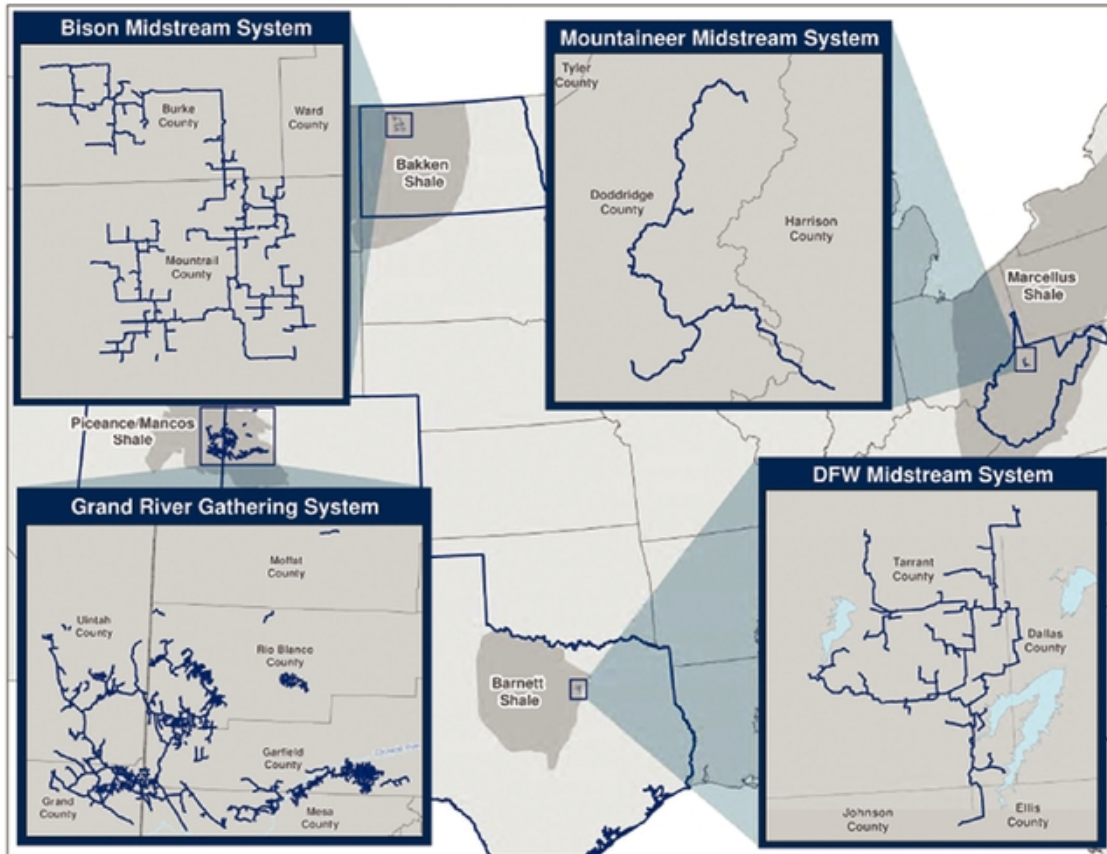 Bison Midstream System
Burke
County
Ward
County
Mountrail
County
Mountaineer Midstream System
Tyler
County
Doddridge
County
Harrison
County
Bakken
Shale
Marcellus
Shale
Piceance/Mancos
Shale
Grand River Gathering System
Moffat
County
Uintah
County
Rio Blanco
County
Garfield
County
Grand
County
Mesa
County
Barnett
Shale
DFW Midstream System
Tarrant
County
Dallas
County
Johnson
County
Ellis
County